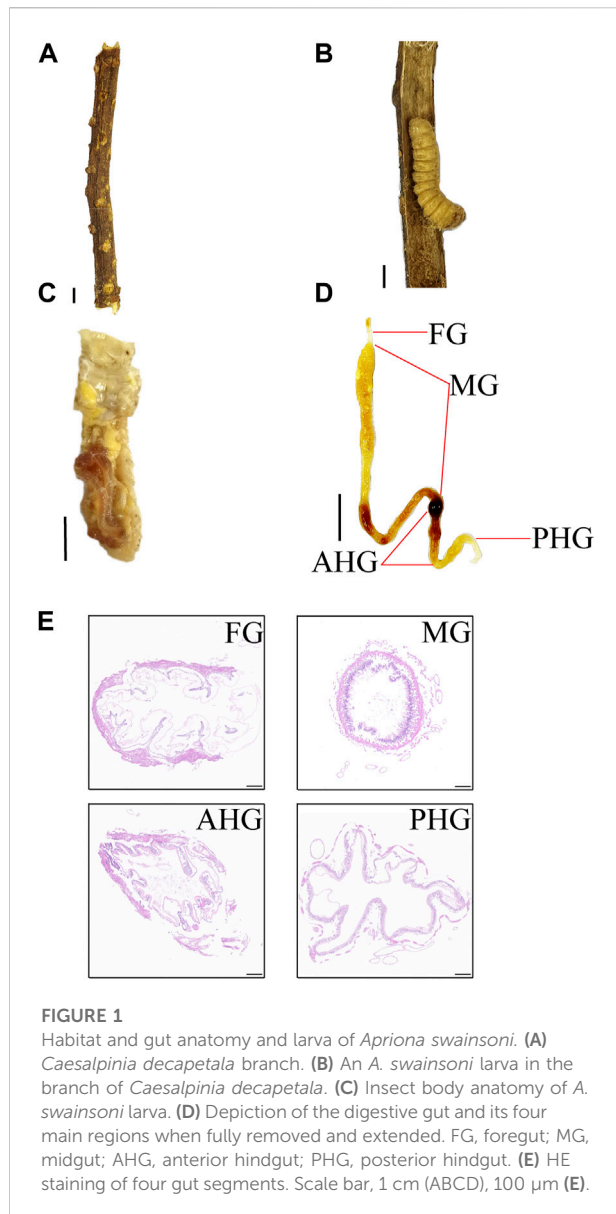 A
B
C
D
FG
MG
AHG
PHG
E
FG
MG
AHG
PHG
FIGURE 1
Habitat and gut anatomy and larva of Apriona swainsoni. (A)
Caesalpinia decapetala branch. (B) An A. swainsoni larva in the
branch of Caesalpinia decapetala. (C) Insect body anatomy of A.
swainsoni larva. (D) Depiction of the digestive gut and its four
main regions when fully removed and extended. FG, foregut; MG,
midgut; AHG, anterior hindgut; PHG, posterior hindgut. (E) HE
staining of four gut segments. Scale bar, 1 cm (ABCD), 100 μm (E).